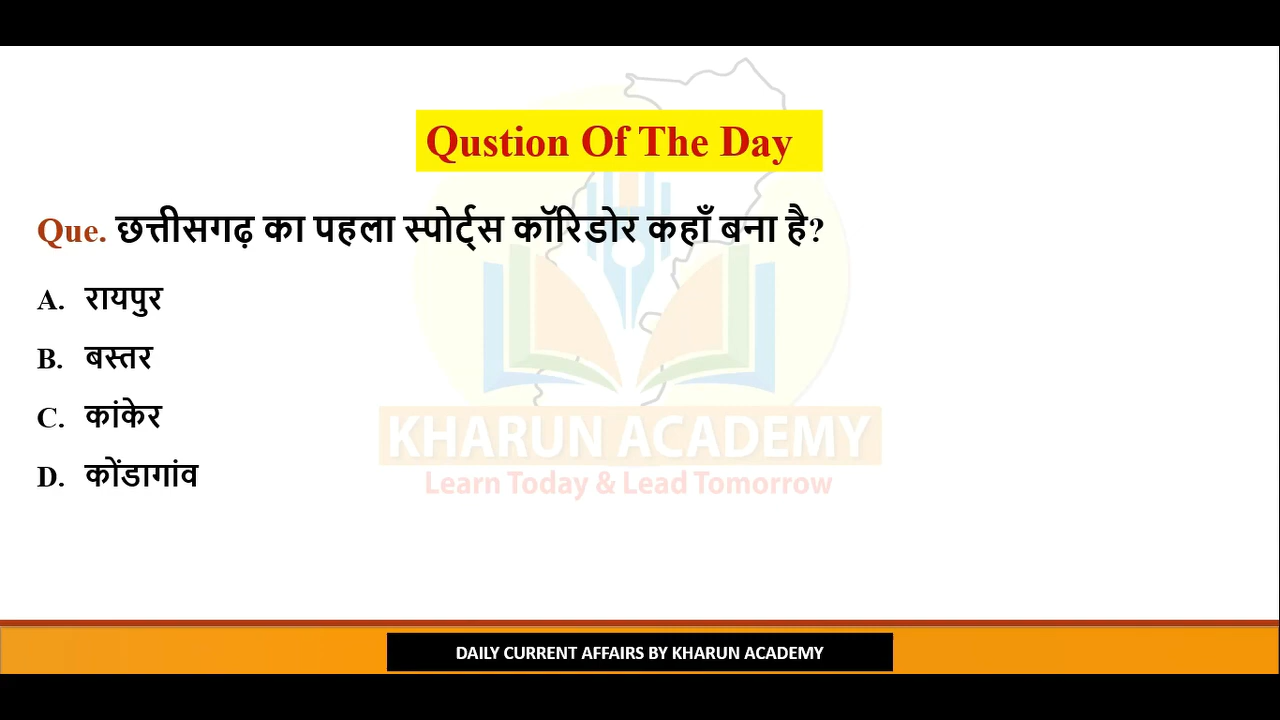 Qustion Of The Day
Que. छत्तीसगढ़ का पहला स्पोर्ट्स कॉरिडोर कहाँ बना है?
A. रायपुर
B. बस्तर
C. कांकेर
D. कोंडागांव
KHARUN ACADEMY
Learn Today & Lead Tomorrow
DAILY CURRENT AFFAIRS BY KHARUN ACADEMY